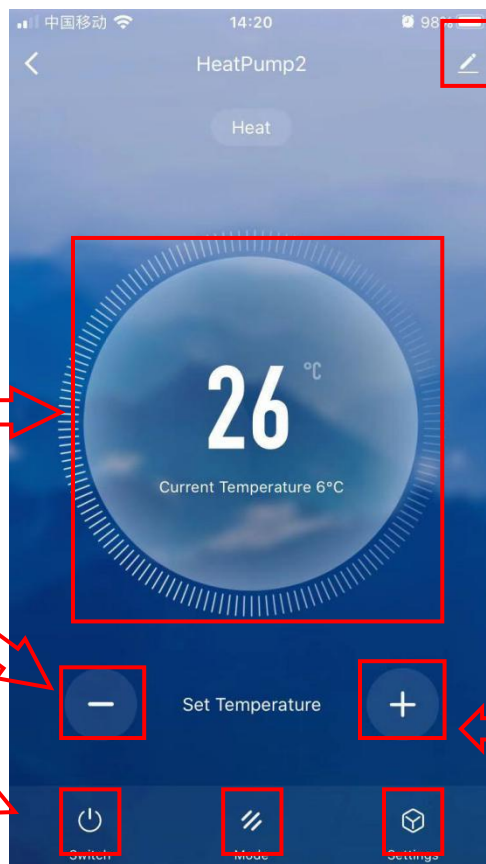 中国移动 14:20 98%
HeatPump2
Heat
26 °C
Current Temperature 6°C
Set Temperature
Switch Mode Settings